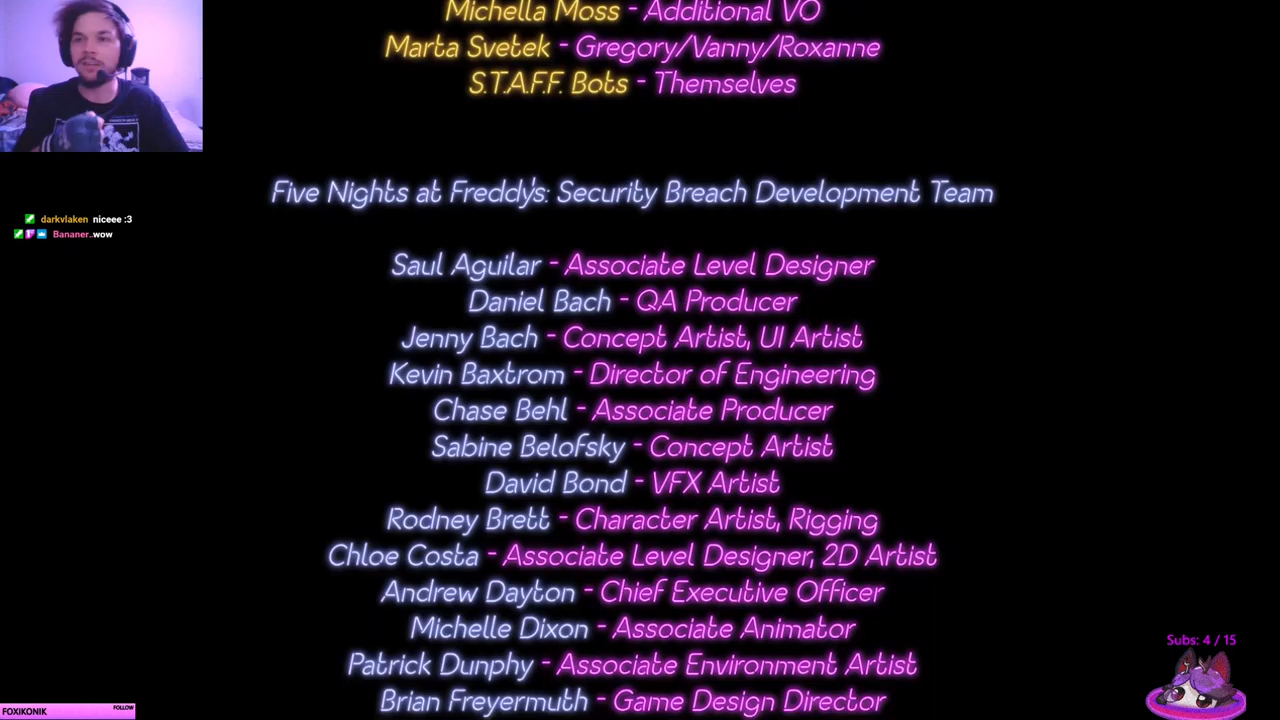 Michella Moss - Additional VO
Marta Svetek - Gregory/Vanny/Roxanne
S.T.A.F.F. Bots - Themselves
darkvlaken niceee :3
Bananer..wow
Five Nights at Freddy's: Security Breach Development Team
Saul Aguilar - Associate Level Designer
Daniel Bach - QA Producer
Jenny Bach - Concept Artist, UI Artist
Kevin Baxtrom - Director of Engineering
Chase Behl - Associate Producer
Sabine Belofsky - Concept Artist
David Bond - VFX Artist
Rodney Brett - Character Artist, Rigging
Chloe Costa - Associate Level Designer, 2D Artist
Andrew Dayton - Chief Executive Officer
Michelle Dixon - Associate Animator
Patrick Dunphy - Associate Environment Artist
Brian Freyermuth - Game Design Director
Subs: 4 / 15
FOXIKONIK FOLLOW